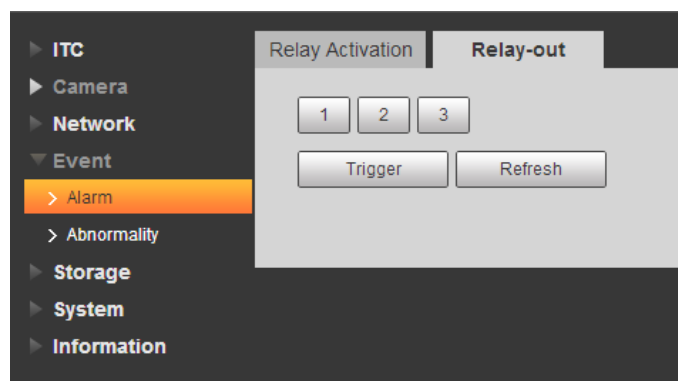 ITC
Camera
Network
Event
Alarm
Abnormality
Storage
System
Information
Relay Activation Relay-out
1 2 3
Trigger Refresh